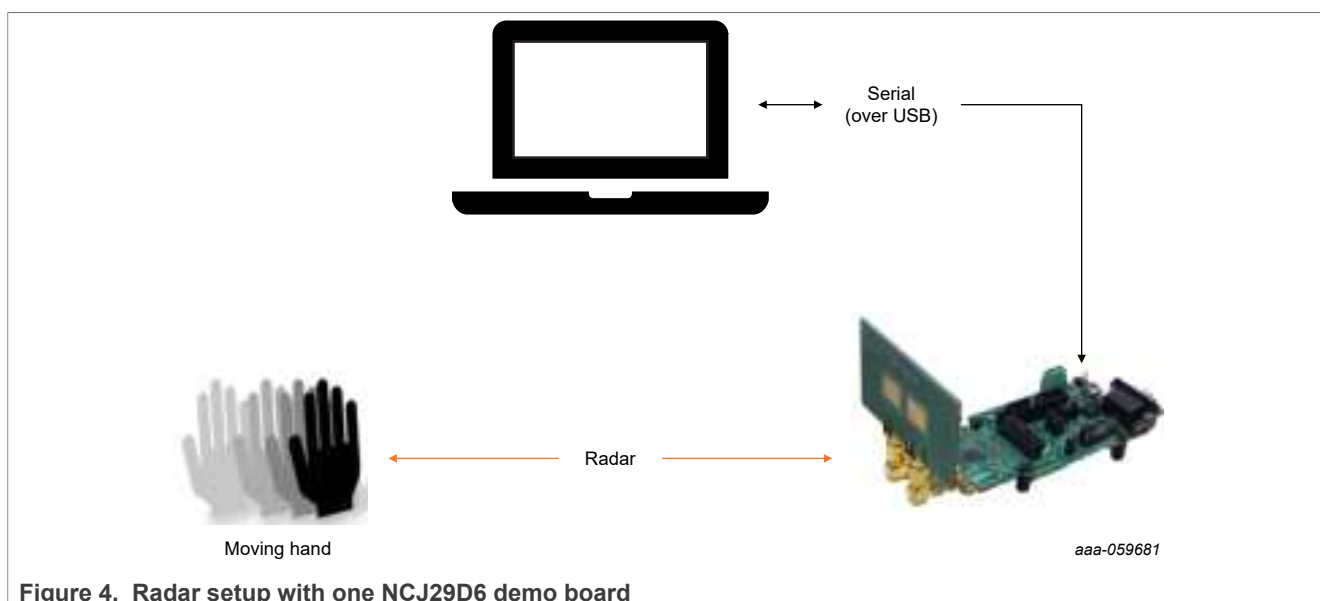 Serial
(over USB)
Radar
Moving hand
aaa-059681
Figure 4. Radar setup with one NCJ29D6 demo board